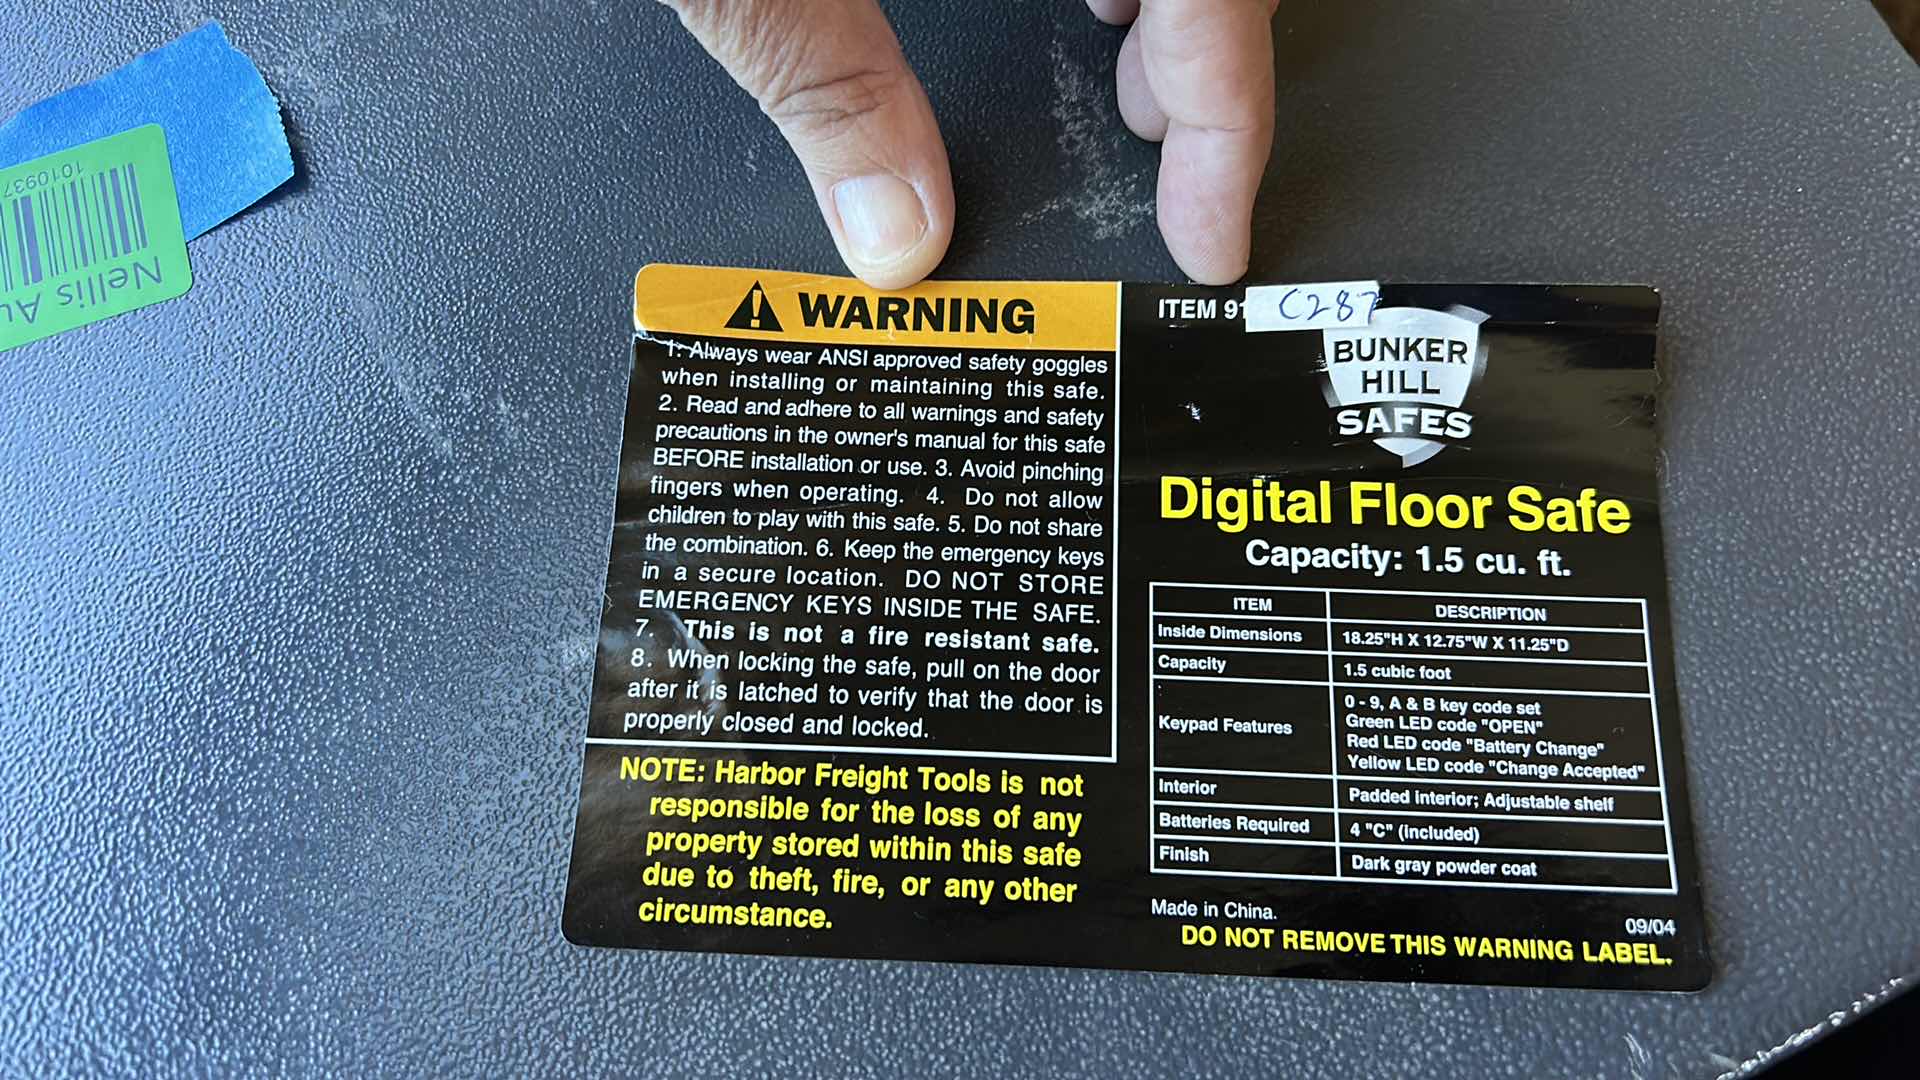 1010937
Nellis Au
WARNING
1. Always wear ANSI approved safety goggles
when installing or maintaining this safe.
2. Read and adhere to all warnings and safety
precautions in the owner's manual for this safe
BEFORE installation or use. 3. Avoid pinching
fingers when operating. 4. Do not allow
children to play with this safe. 5. Do not share
the combination. 6. Keep the emergency keys
in a secure location. DO NOT STORE
EMERGENCY KEYS INSIDE THE SAFE.
7. This is not a fire resistant safe.
8. When locking the safe, pull on the door
after it is latched to verify that the door is
properly closed and locked.
NOTE: Harbor Freight Tools is not
responsible for the loss of any
property stored within this safe
due to theft, fire, or any other
circumstance.
ITEM 91
C287
BUNKER
HILL
SAFES
Digital Floor Safe
Capacity: 1.5 cu. ft.
ITEM DESCRIPTION
Inside Dimensions 18.25"H X 12.75"W X 11.25"D
Capacity 1.5 cubic foot
Keypad Features 0 - 9, A & B key code set
Green LED code "OPEN"
Red LED code "Battery Change"
Yellow LED code "Change Accepted"
Interior Padded interior; Adjustable shelf
Batteries Required 4 "C" (included)
Finish Dark gray powder coat
Made in China.
09/04
DO NOT REMOVE THIS WARNING LABEL.